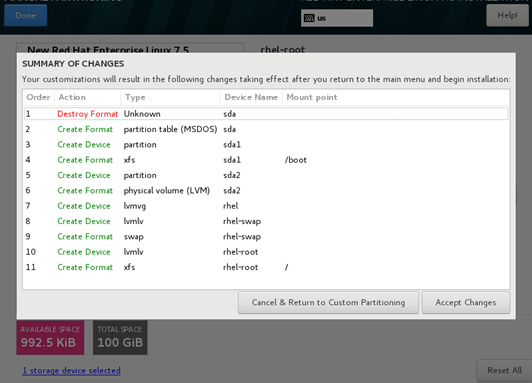 Done
us
Help!
New Red Hat Enterprise Linux 7.5
rhel-root
SUMMARY OF CHANGES
Your customizations will result in the following changes taking effect after you return to the main menu and begin installation:
Order Action Type Device Name Mount point
1 Destroy Format Unknown sda
2 Create Format partition table (MSDOS) sda
3 Create Device partition sda1
4 Create Format xfs sda1 /boot
5 Create Device partition sda2
6 Create Format physical volume (LVM) sda2
7 Create Device lvmvg rhel
8 Create Device lvmlv rhel-swap
9 Create Format swap rhel-swap
10 Create Device lvmlv rhel-root
11 Create Format xfs rhel-root /
Cancel & Return to Custom Partitioning Accept Changes
AVAILABLE SPACE TOTAL SPACE
992.5 KiB 100 GiB
1 storage device selected
Reset All